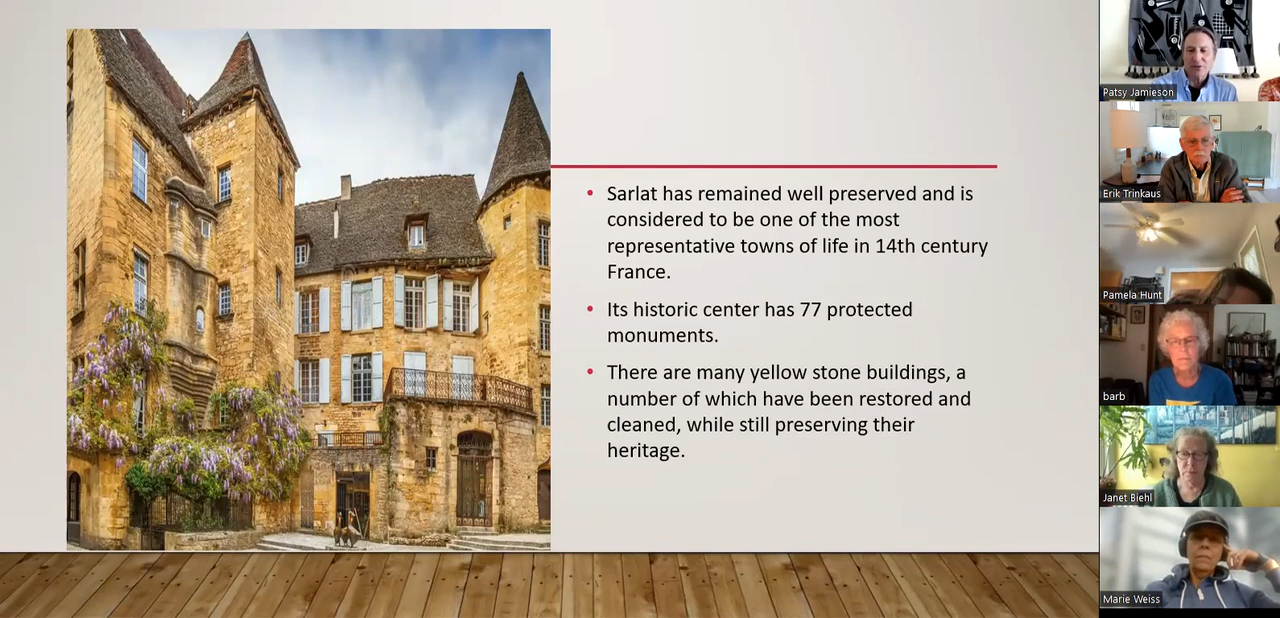 Sarlat has remained well preserved and is
considered to be one of the most
representative towns of life in 14th century
France.
Its historic center has 77 protected
monuments.
There are many yellow stone buildings, a
number of which have been restored and
cleaned, while still preserving their
heritage.
Patsy Jamieson
Erik Trinkaus
Pamela Hunt
barb
Janet Biehl
Marie Weiss